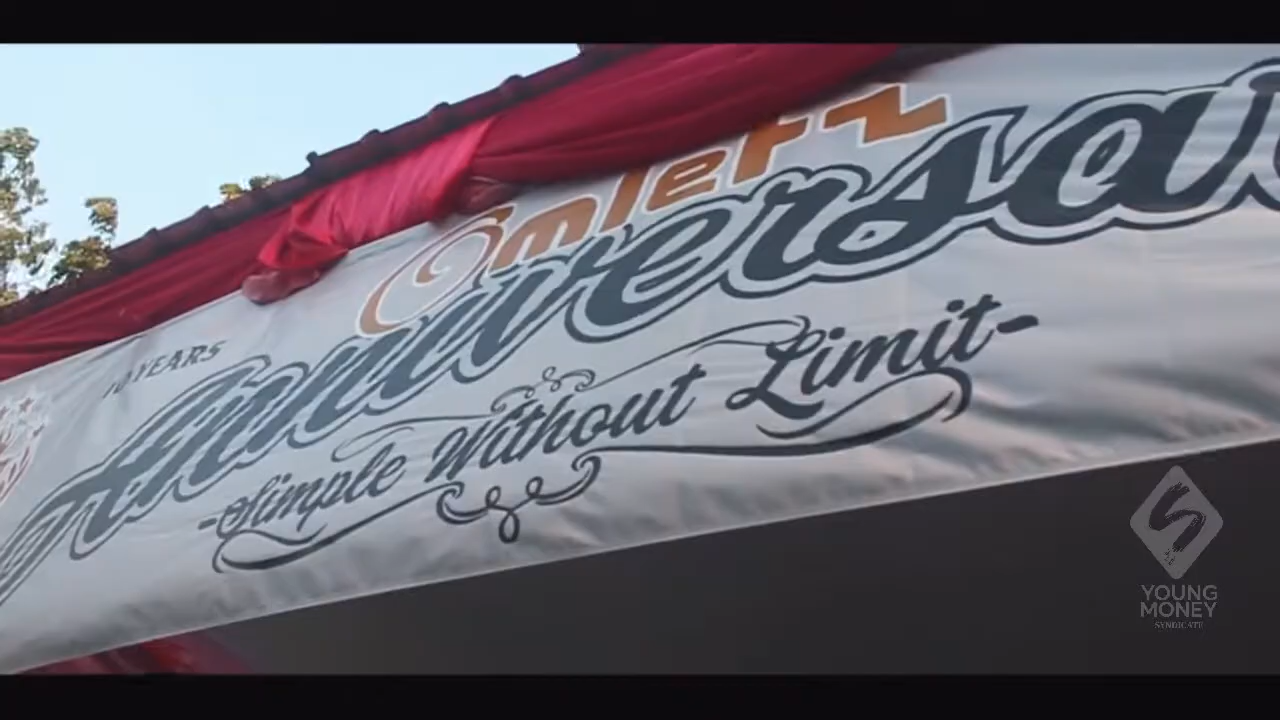 10 YEARS
Anniversa
-Simple Without Limit-
YOUNG
MONEY
SYNDICATE